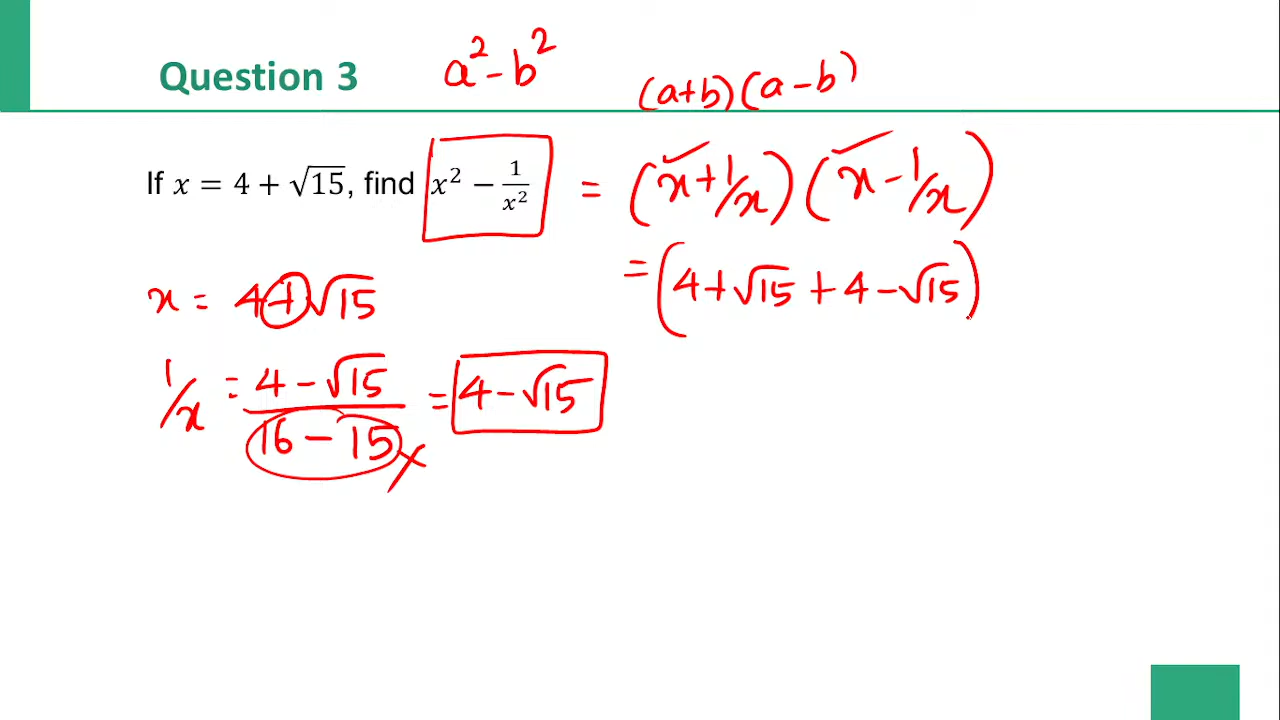 Question 3
a² - b²
(a+b)(a-b)
If x = 4 + √15, find x² − 1/x²
= (x + 1/x)(x - 1/x)
= (4 + √15 + 4 - √15)
x = 4 + √15
1/x = (4 - √15)/(16 - 15) = 4 - √15